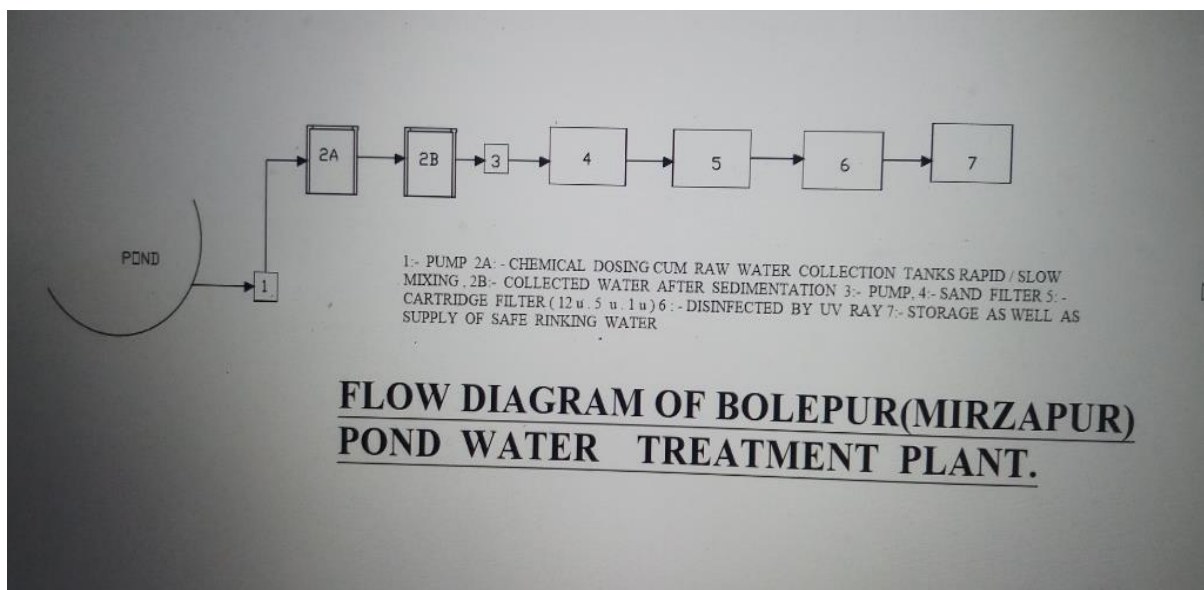 2A
2B
3
4
5
6
7
POND
1
1:- PUMP 2A: - CHEMICAL DOSING CUM RAW WATER COLLECTION TANKS RAPID / SLOW
MIXING , 2B:- COLLECTED WATER AFTER SEDIMENTATION 3:- PUMP, 4:- SAND FILTER 5: -
CARTRIDGE FILTER ( 12 u . 5 u . 1 u ) 6 : - DISINFECTED BY UV RAY 7:- STORAGE AS WELL AS
SUPPLY OF SAFE RINKING WATER
FLOW DIAGRAM OF BOLEPUR(MIRZAPUR)
POND WATER TREATMENT PLANT.